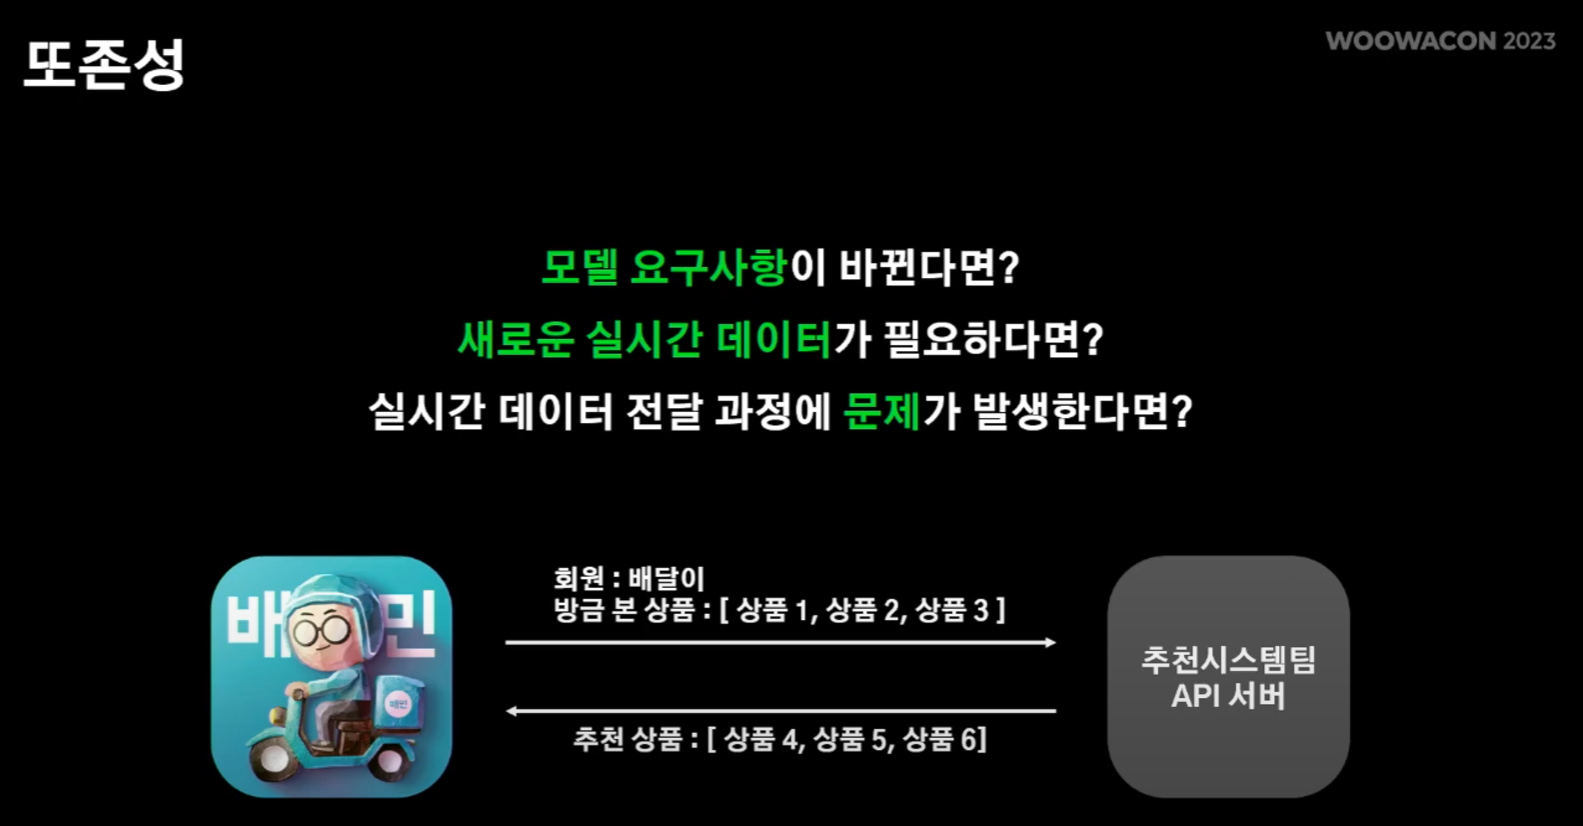 또존성
WOOWACON 2023
모델 요구사항이 바뀐다면?
새로운 실시간 데이터가 필요하다면?
실시간 데이터 전달 과정에 문제가 발생한다면?
배민
배민
회원 : 배달이
방금 본 상품 : [ 상품 1, 상품 2, 상품 3 ]
추천 상품 : [ 상품 4, 상품 5, 상품 6]
추천시스템팀
API 서버